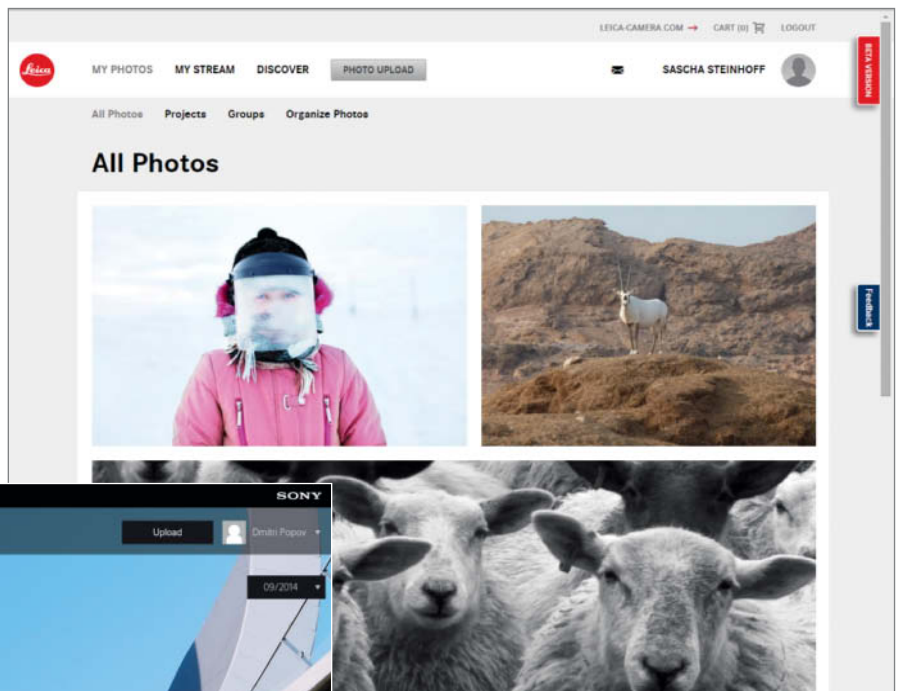 LEICA-CAMERA.COM → CART (0) LOGOUT
BETA VERSION
Leica
MY PHOTOS MY STREAM DISCOVER PHOTO UPLOAD SASCHA STEINHOFF
All Photos Projects Groups Organize Photos
All Photos
Feedback
SONY
Upload Dmitri Popov
09/2014